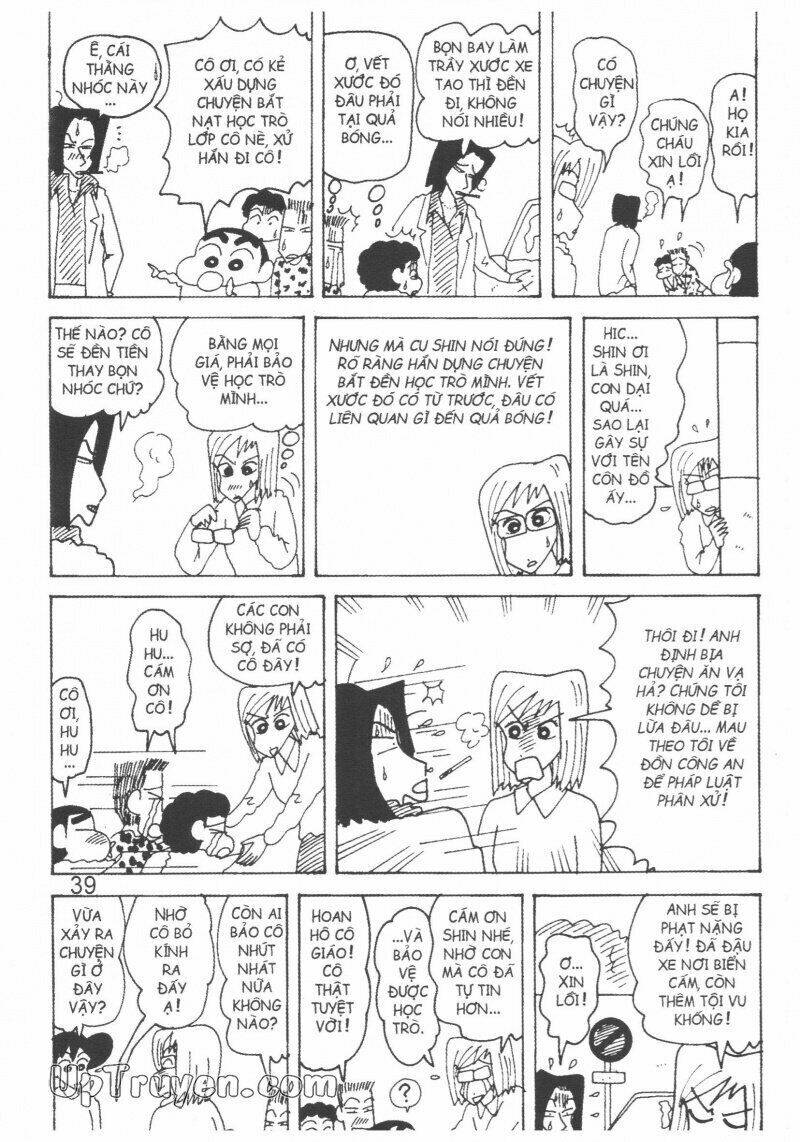 A!
HỌ
KIA
RỒI!
CHÚNG
CHÁU
XIN LỖI
Ạ!
CÓ
CHUYỆN
GÌ
VẬY?
BỌN BAY LÀM
TRẦY XƯỚC XE
TAO THÌ ĐỀN
ĐI, KHÔNG
NÓI NHIỀU!
Ơ, VẾT
XƯỚC ĐÓ
ĐÂU PHẢI
TẠI QUẢ
BÓNG...
CÔ ƠI, CÓ KẺ
XẤU DỰNG
CHUYỆN BẮT
NẠT HỌC TRÒ
LỚP CÔ NÈ, XỬ
HẮN ĐI CÔ!
Ê, CÁI
THẰNG
NHÓC NÀY
...
HIC...
SHIN ƠI
LÀ SHIN,
CON DẠI
QUÁ...
SAO LẠI
GÂY SỰ
VỚI TÊN
CÔN ĐỒ
ẤY...
NHƯNG MÀ CU SHIN NÓI ĐÚNG!
RÕ RÀNG HẮN DỰNG CHUYỆN
BẮT ĐỀN HỌC TRÒ MÌNH. VẾT
XƯỚC ĐÓ CÓ TỪ TRƯỚC, ĐÂU CÓ
LIÊN QUAN GÌ ĐẾN QUẢ BÓNG!
BẰNG MỌI
GIÁ, PHẢI BẢO
VỆ HỌC TRÒ
MÌNH...
THẾ NÀO? CÔ
SẼ ĐỀN TIỀN
THAY BỌN
NHÓC CHỨ?
THÔI ĐI! ANH
ĐỊNH BỊA
CHUYỆN ĂN VẠ
HẢ? CHÚNG TÔI
KHÔNG DỄ BỊ
LỪA ĐÂU... MAU
THEO TÔI VỀ
ĐỒN CÔNG AN
ĐỂ PHÁP LUẬT
PHÂN XỬ!
CÁC CON
KHÔNG PHẢI
SỢ, ĐÃ CÓ
CÔ ĐÂY!
HU
HU...
CÁM
ƠN
CÔ!
CÔ
ƠI,
HU
HU
...
39
ANH SẼ BỊ
PHẠT NẶNG
ĐẤY! ĐÃ ĐẬU
XE NƠI BIỂN
CẤM, CÒN
THÊM TỘI VU
KHỐNG!
Ơ...
XIN
LỖI!
CÁM ƠN
SHIN NHÉ,
NHỜ CON
MÀ CÔ ĐÃ
TỰ TIN
HƠN...
...VÀ
BẢO VỆ
ĐƯỢC
HỌC
TRÒ.
?
HOAN
HÔ CÔ
GIÁO!
CÔ
THẬT
TUYỆT
VỜI!
CÒN AI
BẢO CÔ
NHÚT
NHÁT
NỮA
KHÔNG
NÀO?
NHỜ
CÔ BỎ
KÍNH
RA
ĐẤY
Ạ!
VỪA
XẢY RA
CHUYỆN
GÌ Ở
ĐÂY
VẬY?
UpTruyen.com